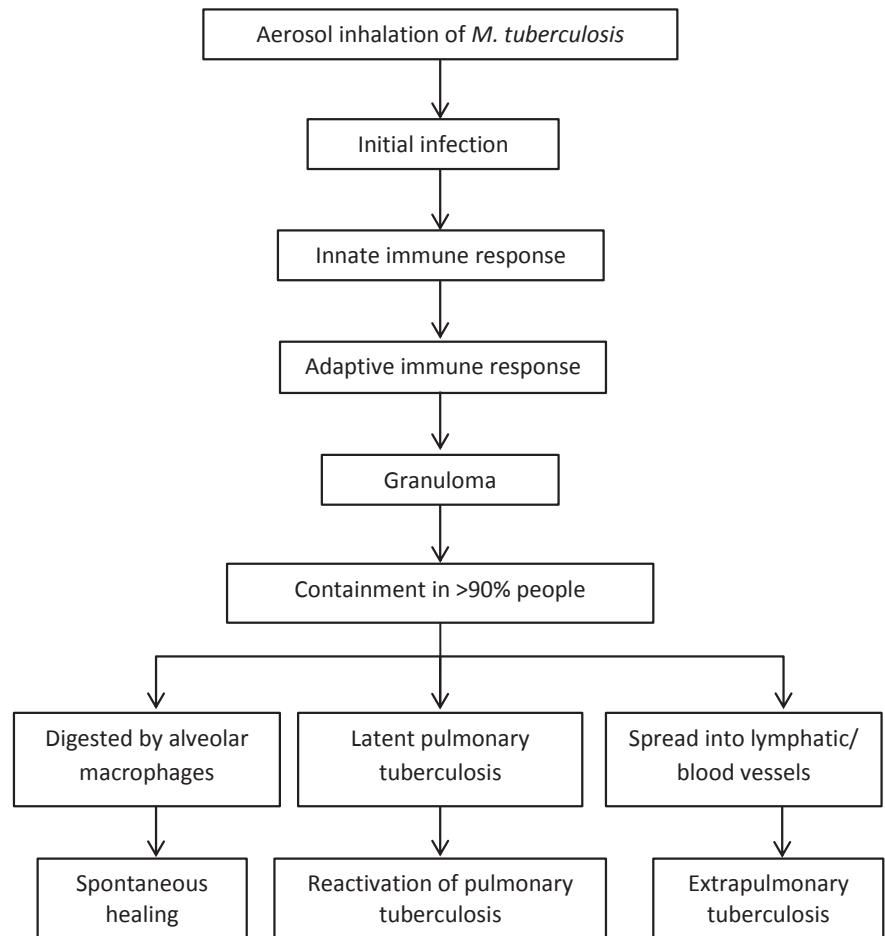 Aerosol inhalation of M. tuberculosis
Initial infection
Innate immune response
Adaptive immune response
Granuloma
Containment in >90% people
Digested by alveolar
macrophages
Latent pulmonary
tuberculosis
Spread into lymphatic/
blood vessels
Spontaneous
healing
Reactivation of pulmonary
tuberculosis
Extrapulmonary
tuberculosis